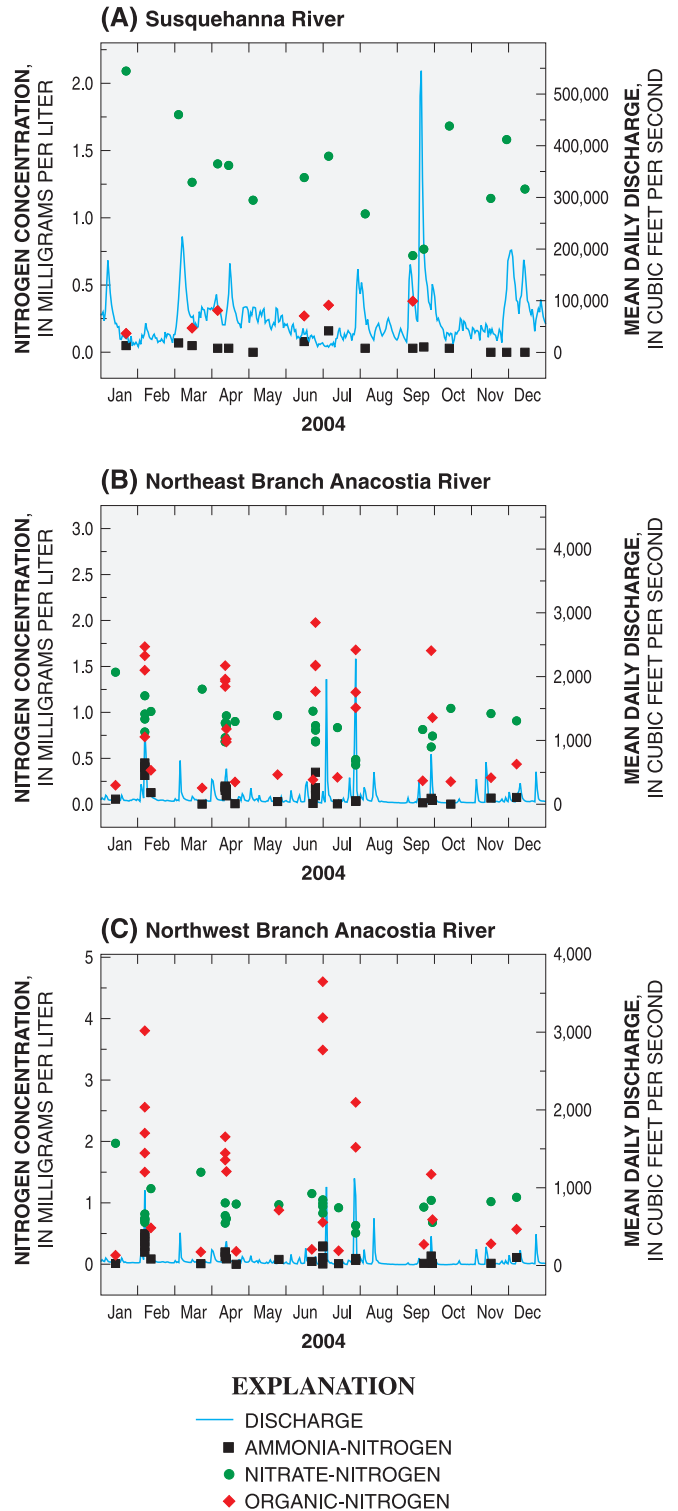 (A) Susquehanna River
NITROGEN CONCENTRATION,
IN MILLIGRAMS PER LITER
2.0
1.5
1.0
0.5
0.0
500,000
400,000
300,000
200,000
100,000
0
MEAN DAILY DISCHARGE,
IN CUBIC FEET PER SECOND
Jan Feb Mar Apr May Jun Jul Aug Sep Oct Nov Dec
2004
(B) Northeast Branch Anacostia River
NITROGEN CONCENTRATION,
IN MILLIGRAMS PER LITER
3.0
2.5
2.0
1.5
1.0
0.5
0.0
4,000
3,000
2,000
1,000
0
MEAN DAILY DISCHARGE,
IN CUBIC FEET PER SECOND
Jan Feb Mar Apr May Jun Jul Aug Sep Oct Nov Dec
2004
(C) Northwest Branch Anacostia River
NITROGEN CONCENTRATION,
IN MILLIGRAMS PER LITER
5
4
3
2
1
0
4,000
3,000
2,000
1,000
0
MEAN DAILY DISCHARGE,
IN CUBIC FEET PER SECOND
Jan Feb Mar Apr May Jun Jul Aug Sep Oct Nov Dec
2004
EXPLANATION
DISCHARGE
AMMONIA-NITROGEN
NITRATE-NITROGEN
ORGANIC-NITROGEN